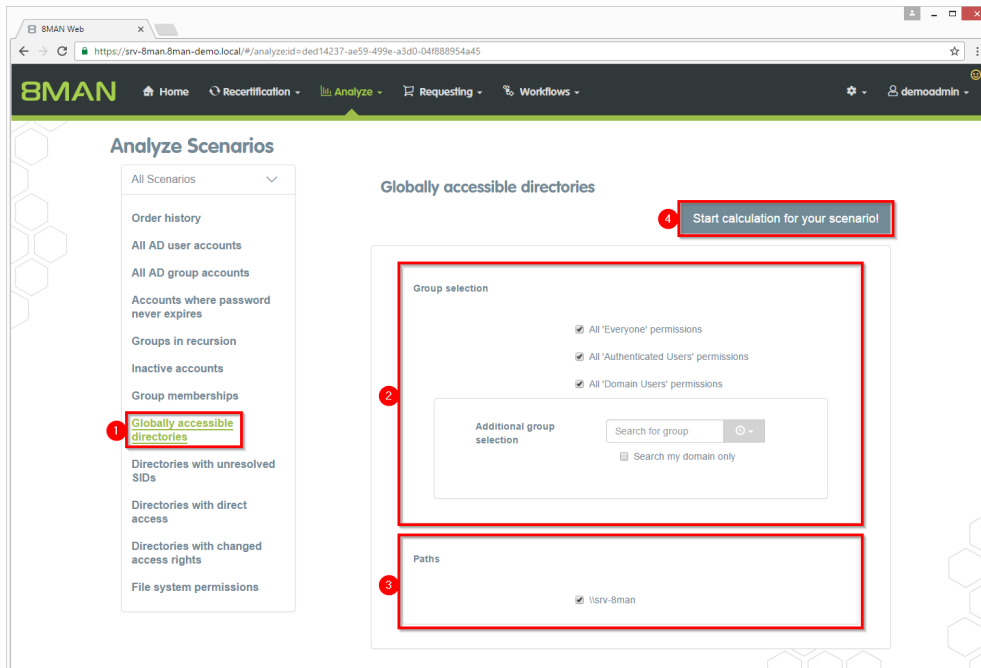 8MAN Web
https://srv-8man.8man-demo.local/#/analyze:id=ded14237-ae59-499e-a3d0-04f888954a45
8MAN
Home
Recertification
Analyze
Requesting
Workflows
demoadmin
Analyze Scenarios
All Scenarios
Order history
All AD user accounts
All AD group accounts
Accounts where password
never expires
Groups in recursion
Inactive accounts
Group memberships
1
Globally accessible
directories
Directories with unresolved
SIDs
Directories with direct
access
Directories with changed
access rights
File system permissions
Globally accessible directories
4
Start calculation for your scenario!
2
Group selection
All 'Everyone' permissions
All 'Authenticated Users' permissions
All 'Domain Users' permissions
Additional group
selection
Search for group
Search my domain only
3
Paths
\\srv-8man